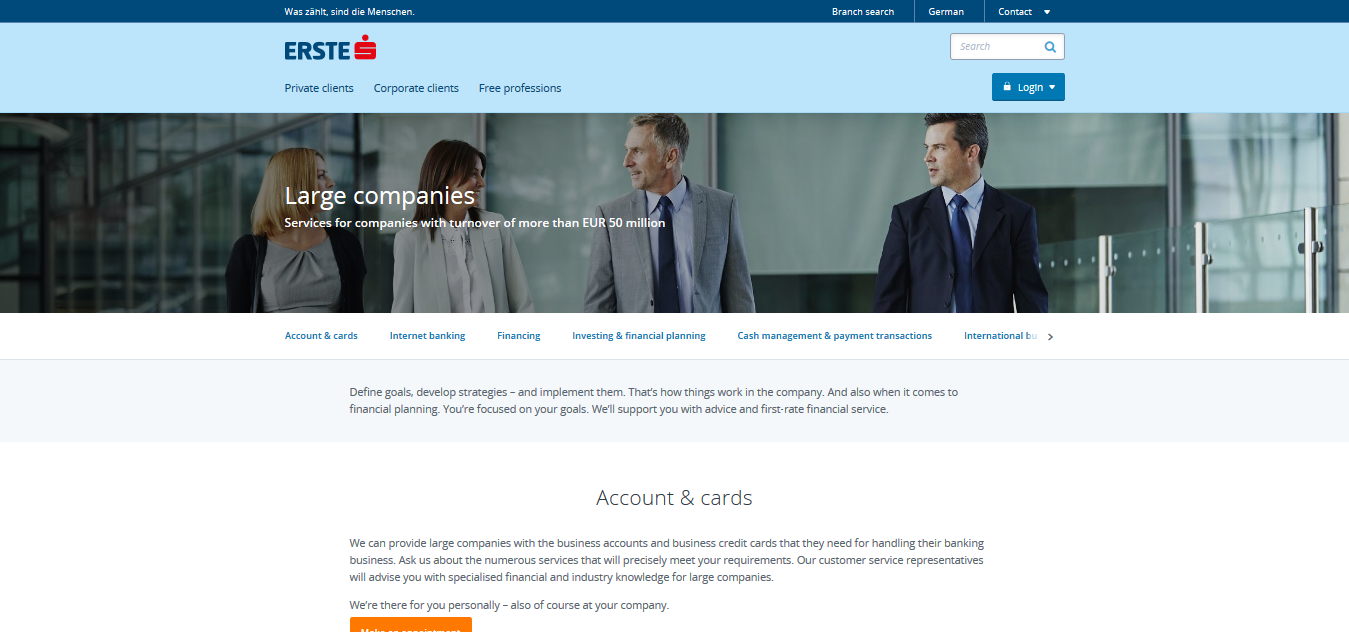 Was zählt, sind die Menschen.
Branch search
German
Contact
ERSTE
Search
Private clients
Corporate clients
Free professions
Login
Large companies
Services for companies with turnover of more than EUR 50 million
Account & cards
Internet banking
Financing
Investing & financial planning
Cash management & payment transactions
International bu
Define goals, develop strategies – and implement them. That's how things work in the company. And also when it comes to
financial planning. You're focused on your goals. We'll support you with advice and first-rate financial service.
Account & cards
We can provide large companies with the business accounts and business credit cards that they need for handling their banking
business. Ask us about the numerous services that will precisely meet your requirements. Our customer service representatives
will advise you with specialised financial and industry knowledge for large companies.
We're there for you personally – also of course at your company.
Make an appointment